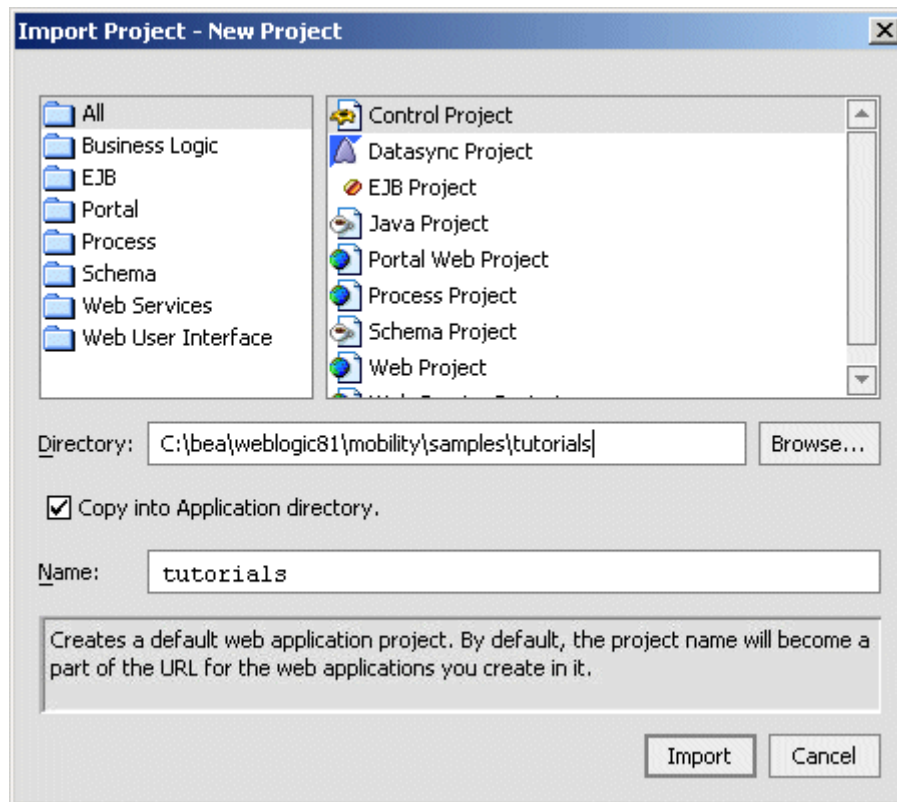 Import Project - New Project
All
Business Logic
EJB
Portal
Process
Schema
Web Services
Web User Interface
Control Project
Datasync Project
EJB Project
Java Project
Portal Web Project
Process Project
Schema Project
Web Project
Directory: C:\bea\weblogic81\mobility\samples\tutorials Browse...
Copy into Application directory.
Name: tutorials
Creates a default web application project. By default, the project name will become a
part of the URL for the web applications you create in it.
Import Cancel